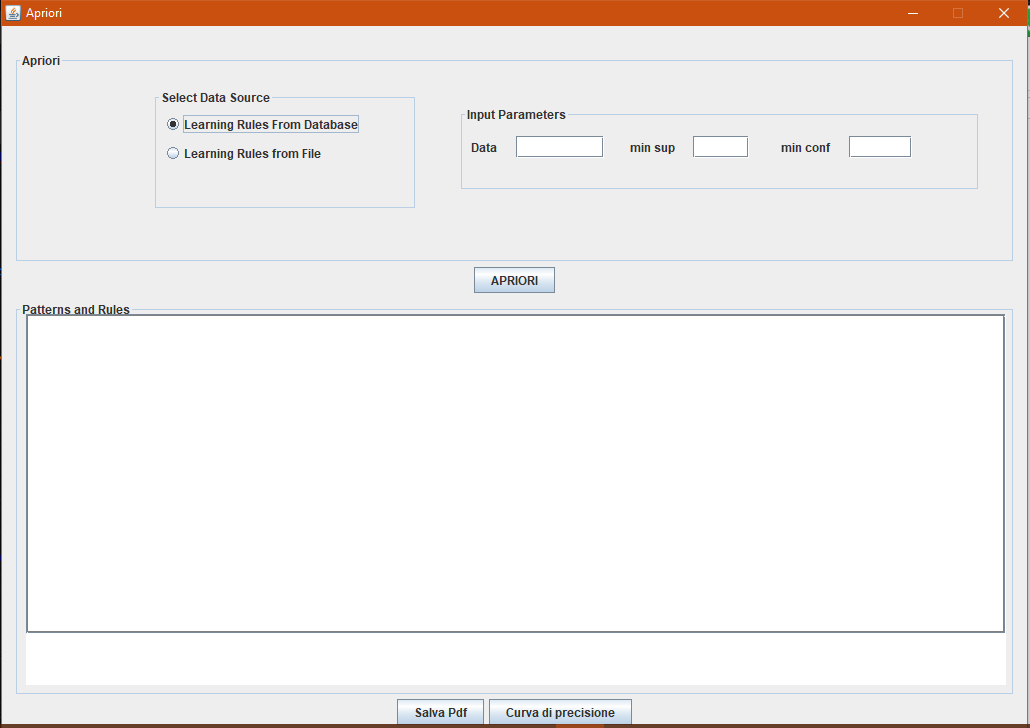 Apriori
Apriori
Select Data Source
Learning Rules From Database
Learning Rules from File
Input Parameters
Data min sup min conf
APRIORI
Patterns and Rules
Salva Pdf Curva di precisione